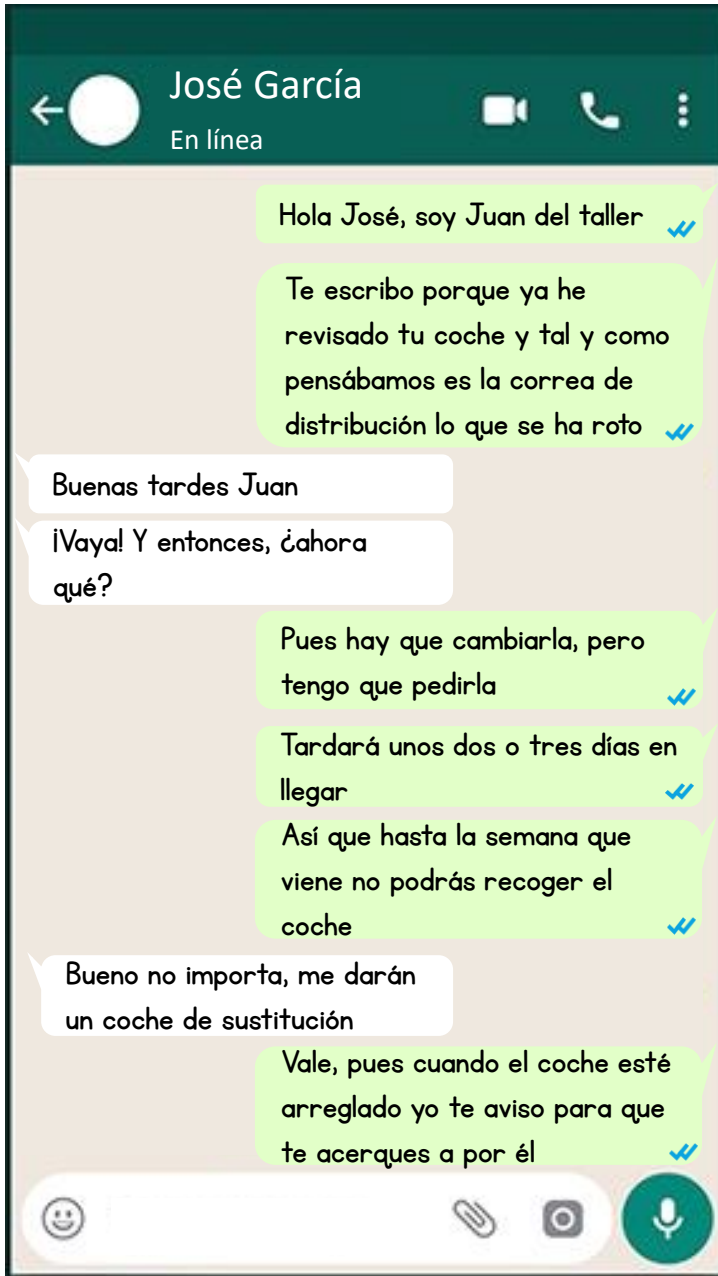 José García
En línea
Hola José, soy Juan del taller
Te escribo porque ya he
revisado tu coche y tal y como
pensábamos es la correa de
distribución lo que se ha roto
Buenas tardes Juan
¡Vaya! Y entonces, ¿ahora
qué?
Pues hay que cambiarla, pero
tengo que pedirla
Tardará unos dos o tres días en
llegar
Así que hasta la semana que
viene no podrás recoger el
coche
Bueno no importa, me darán
un coche de sustitución
Vale, pues cuando el coche esté
arreglado yo te aviso para que
te acerques a por él